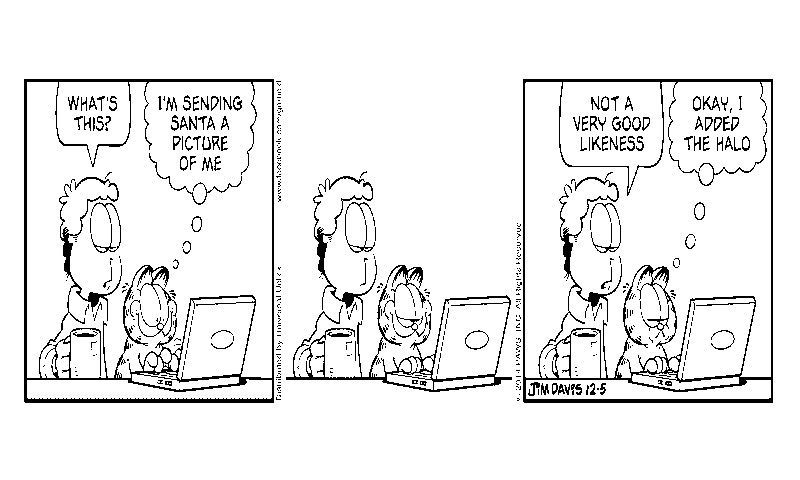 WHAT'S
THIS?
I'M SENDING
SANTA A
PICTURE
OF ME
NOT A
VERY GOOD
LIKENESS
OKAY, I
ADDED
THE HALO
JIM DAVIS 12-5